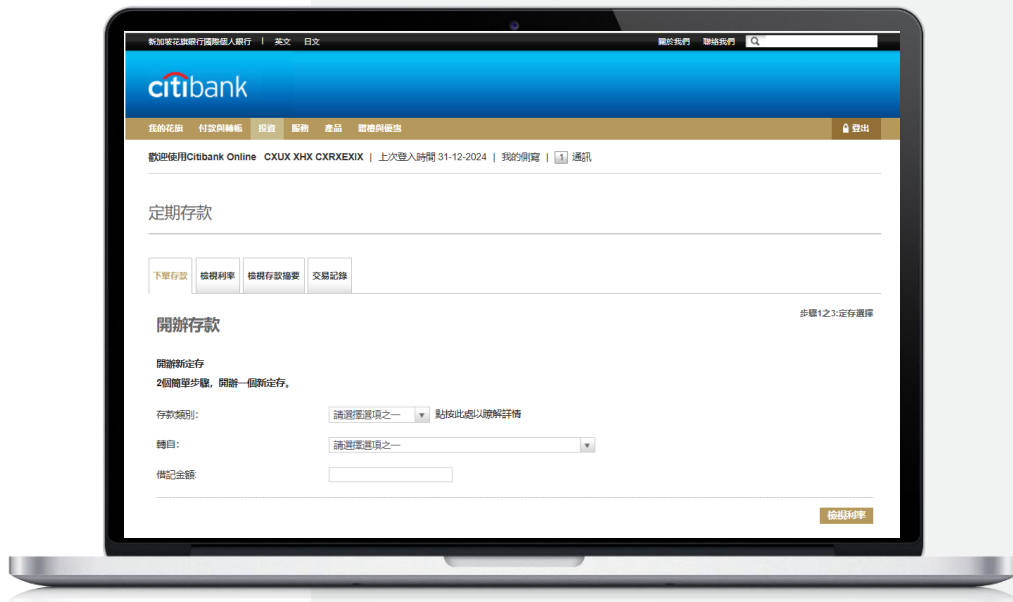 新加坡花旗銀行國際個人銀行 | 英文 日文 關於我們 聯絡我們
citibank
我的花旗 付款與轉帳 投資 服務 產品 贈禮與優惠 登出
歡迎使用Citibank Online CXUX XHX CXRXEXIX | 上次登入時間 31-12-2024 | 我的側寫 | 1 通訊
定期存款
下單存款 檢視利率 檢視存款摘要 交易記錄
步驟1之3:定存選擇
開辦存款
開辦新定存
2個簡單步驟，開辦一個新定存。
存款類別： 請選擇選項之一 點按此處以瞭解詳情
轉目： 請選擇選項之一
借記金額:
檢視利率